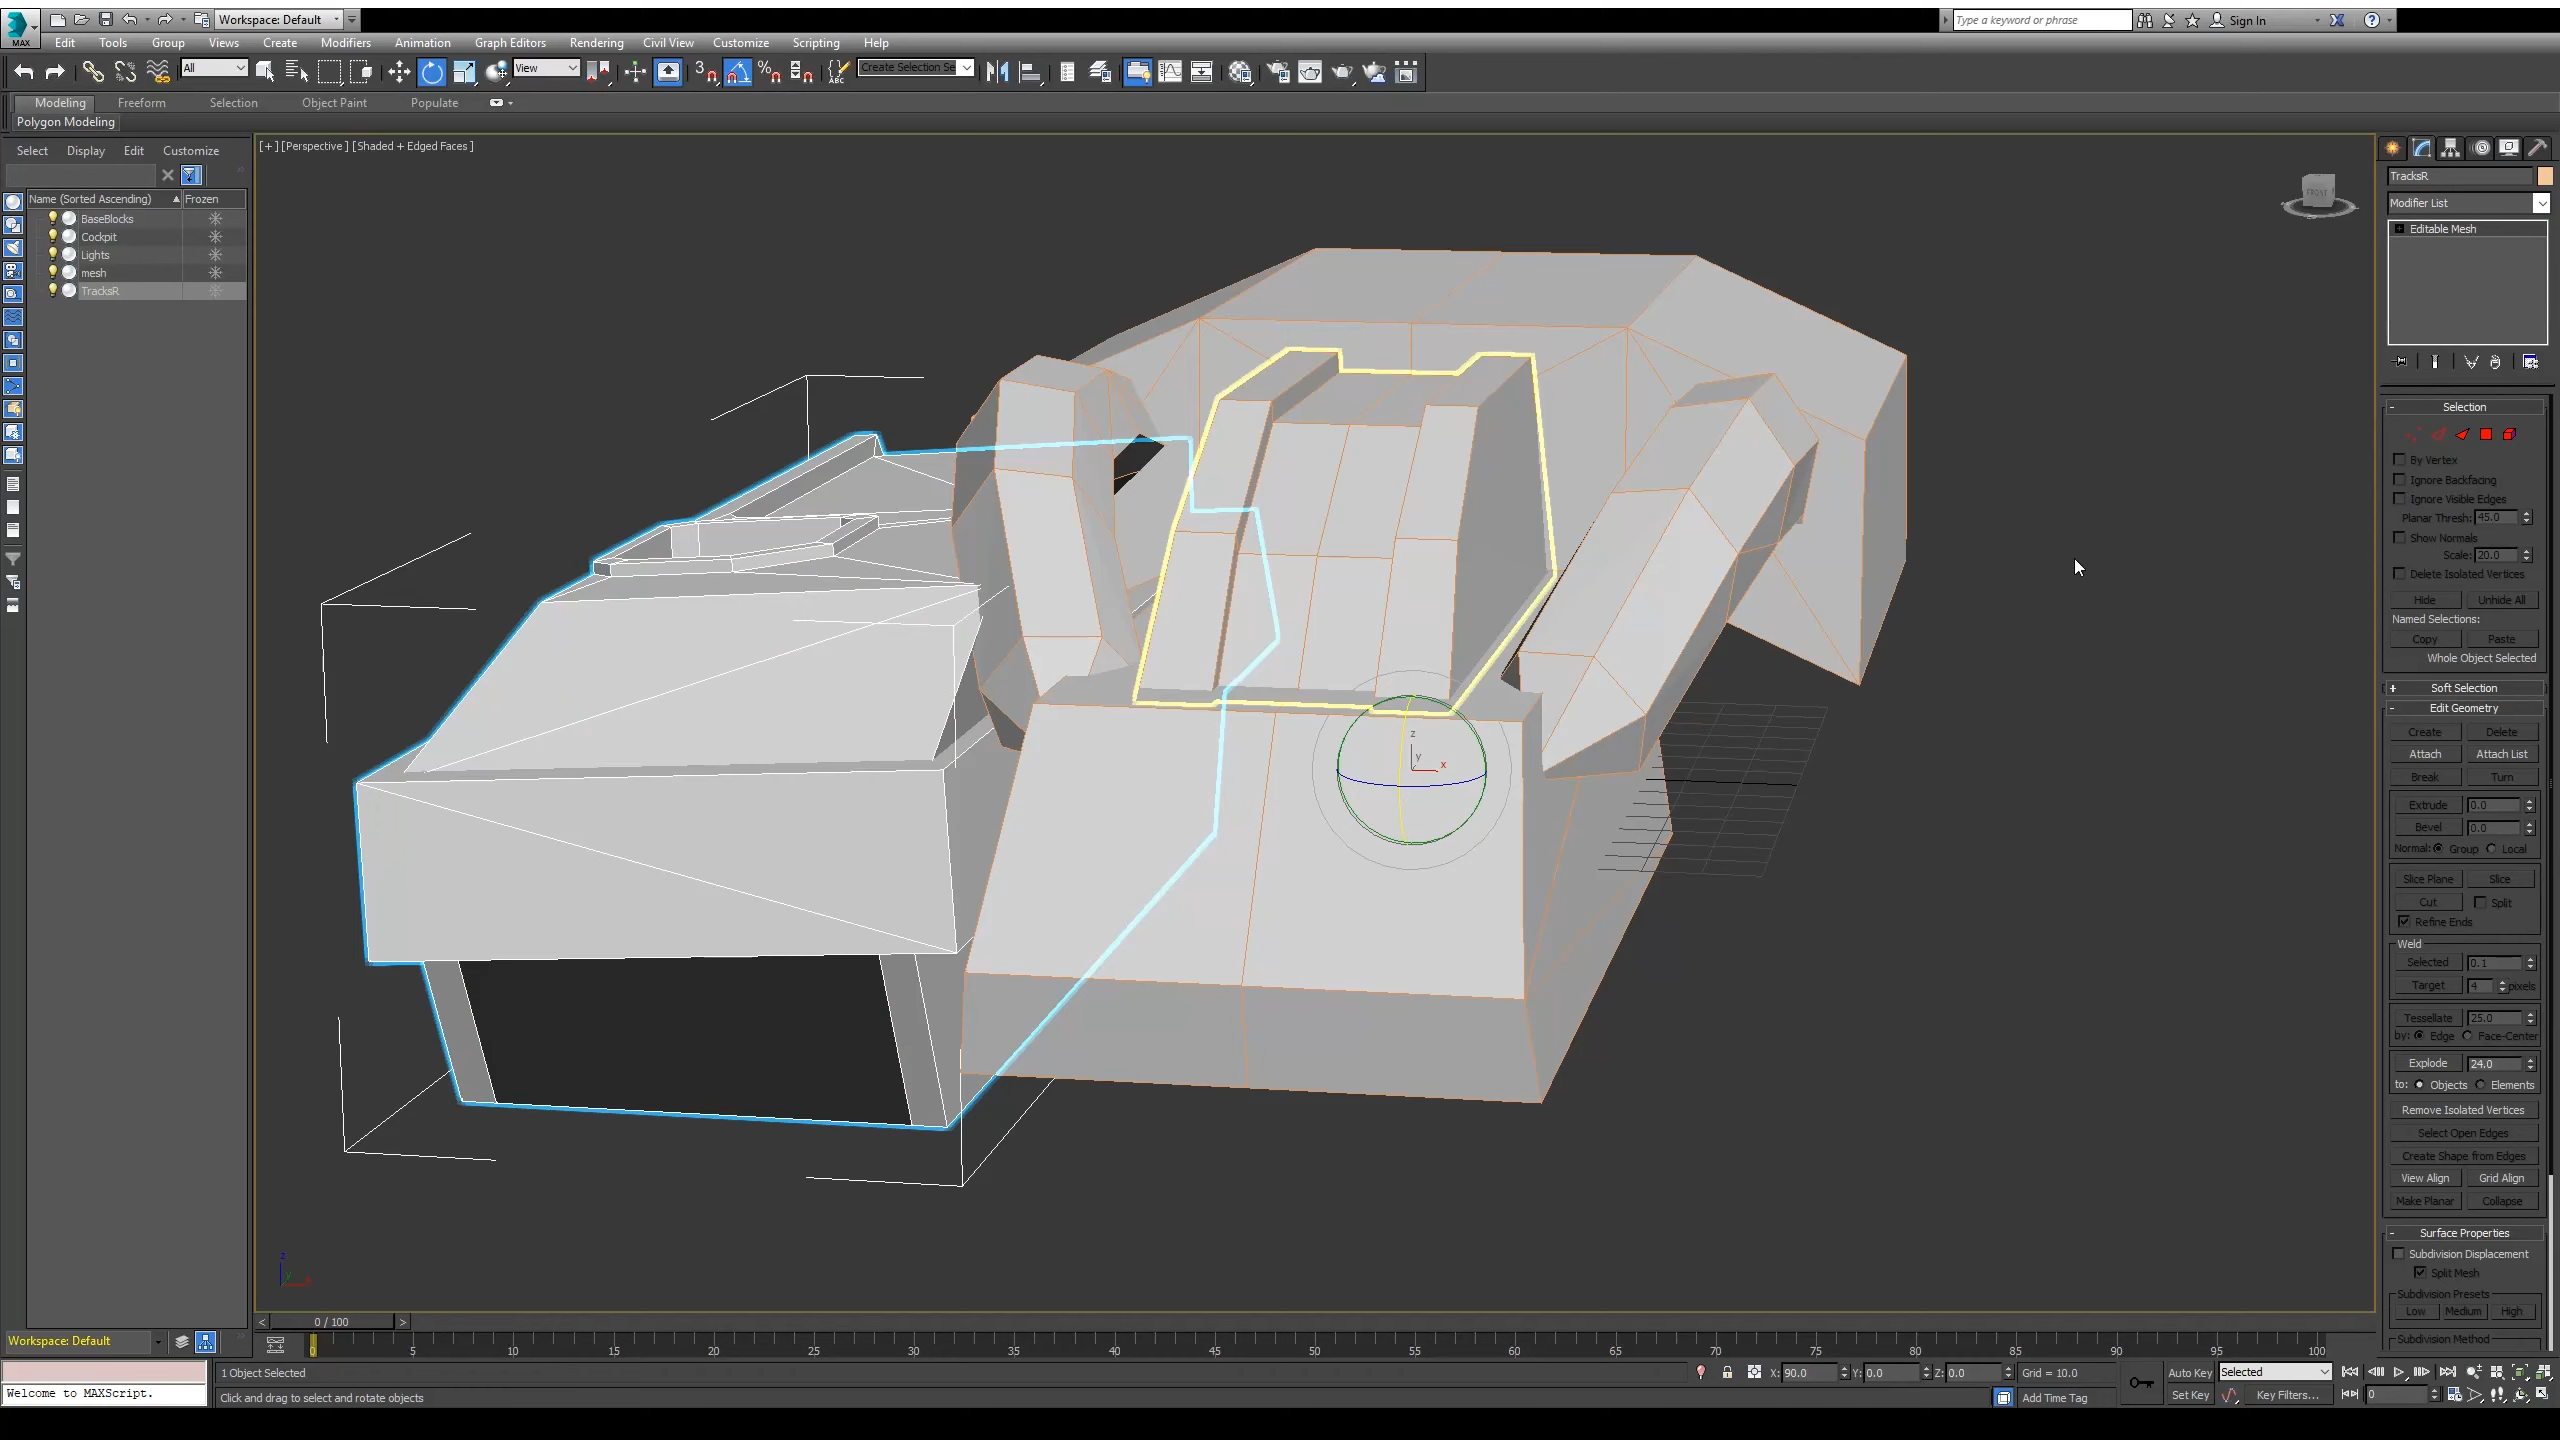 Workspace: Default
Type a keyword or phrase
Sign In
MAX
Edit Tools Group Views Create Modifiers Animation Graph Editors Rendering Civil View Customize Scripting Help
All
View
3
ABC
Create Selection Se
Modeling Freeform Selection Object Paint Populate
Polygon Modeling
Select Display Edit Customize
Name (Sorted Ascending) Frozen
BaseBlocks
Cockpit
Lights
mesh
TracksR
[+] [Perspective] [Shaded + Edged Faces]
FRONT
z
y
x
z
y
x
TracksR
Modifier List
Editable Mesh
- Selection
By Vertex
Ignore Backfacing
Ignore Visible Edges
Planar Thresh: 45.0
Show Normals
Scale: 20.0
Delete Isolated Vertices
Hide Unhide All
Named Selections:
Copy Paste
Whole Object Selected
+ Soft Selection
- Edit Geometry
Create Delete
Attach Attach List
Break Turn
Extrude 0.0
Bevel 0.0
Normal: Group Local
Slice Plane Slice
Cut Split
Refine Ends
Weld
Selected 0.1
Target 4 pixels
Tessellate 25.0
by: Edge Face-Center
Explode 24.0
to: Objects Elements
Remove Isolated Vertices
Select Open Edges
Create Shape from Edges
View Align Grid Align
Make Planar Collapse
- Surface Properties
Subdivision Displacement
Split Mesh
Subdivision Presets
Low Medium High
Subdivision Method
< 0 / 100 >
Workspace: Default
0 5 10 15 20 25 30 35 40 45 50 55 60 65 70 75 80 85 90 95 100
1 Object Selected
X: 90.0 Y: 0.0 Z: 0.0 Grid = 10.0
Auto Key Selected
Welcome to MAXScript.
Click and drag to select and rotate objects
Add Time Tag
Set Key Key Filters...
0